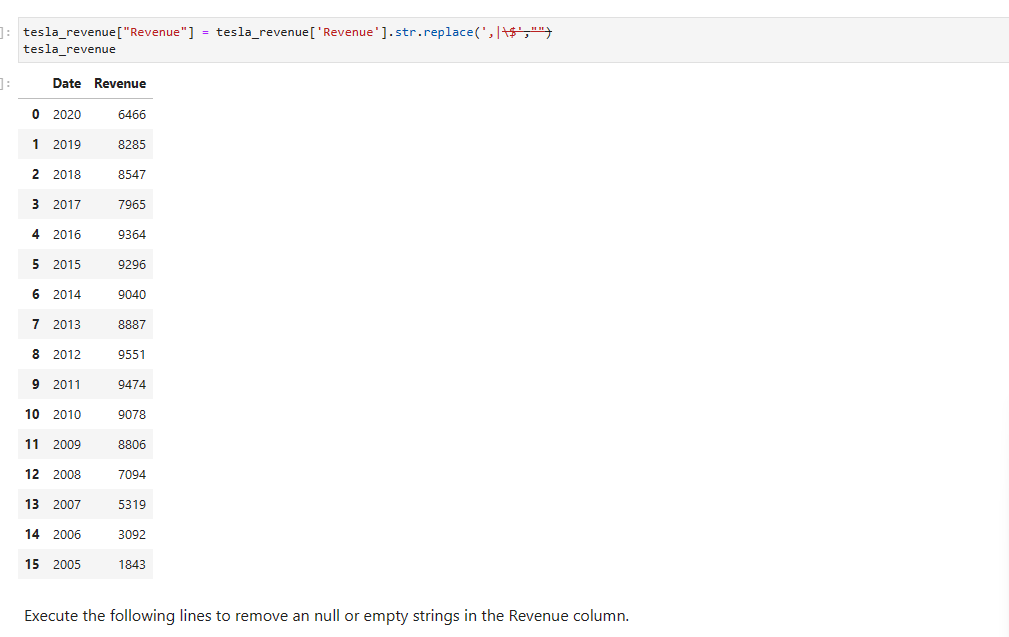 ]: tesla_revenue["Revenue"] = tesla_revenue['Revenue'].str.replace(',|\$',"")
tesla_revenue
]:
Date Revenue
0 2020 6466
1 2019 8285
2 2018 8547
3 2017 7965
4 2016 9364
5 2015 9296
6 2014 9040
7 2013 8887
8 2012 9551
9 2011 9474
10 2010 9078
11 2009 8806
12 2008 7094
13 2007 5319
14 2006 3092
15 2005 1843
Execute the following lines to remove an null or empty strings in the Revenue column.